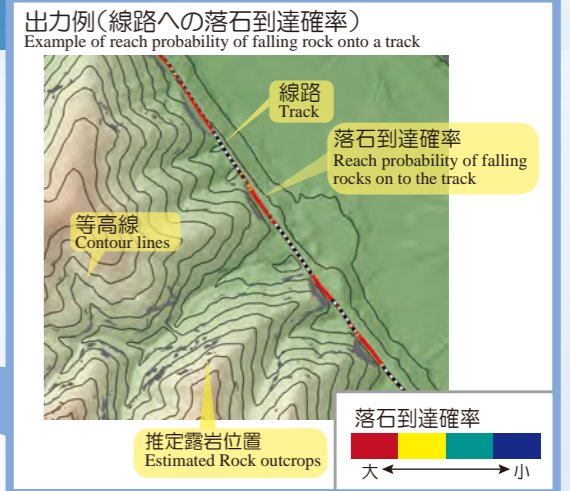 出力例(線路への落石到達確率)
Example of reach probability of falling rock onto a track
線路
Track
落石到達確率
Reach probability of falling
rocks on to the track
等高線
Contour lines
推定露岩位置
Estimated Rock outcrops
落石到達確率
大 小